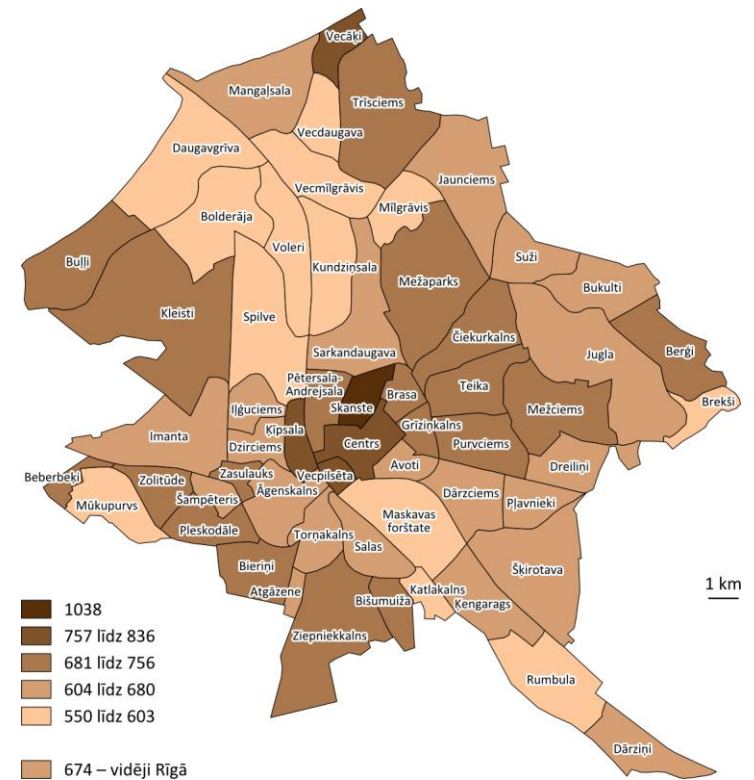 Vecāķi
Mangaļsala
Trīsciems
Vecdaugava
Daugavgrīva
Jaunciems
Vecmīlgrāvis
Mīlgrāvis
Bolderāja
Voleri
Suži
Buļļi
Kundziņsala
Mežaparks
Bukulti
Kleisti
Spilve
Čiekurkalns
Sarkandaugava
Jugla
Berģi
Pētersala-
Andrejsala
Brasa
Teika
Iļģuciems
Skanste
Mežciems
Brekši
Ķīpsala
Grīziņkalns
Imanta
Dzirciems
Centrs
Purvciems
Avoti
Dreiliņi
Beberbeķi
Zolitūde
Zasulauks
Vecpilsēta
Mūkupurvs
Šampēteris
Āgenskalns
Dārzciems
Pļavnieki
Maskavas
forštate
Pleskodāle
Torņakalns
Salas
Bieriņi
Šķirotava
Atgāzene
Bišumuiža
Katlakalns
Ķengarags
1 km
Ziepniekkalns
Rumbula
Dārziņi
1038
757 līdz 836
681 līdz 756
604 līdz 680
550 līdz 603
674 – vidēji Rīgā